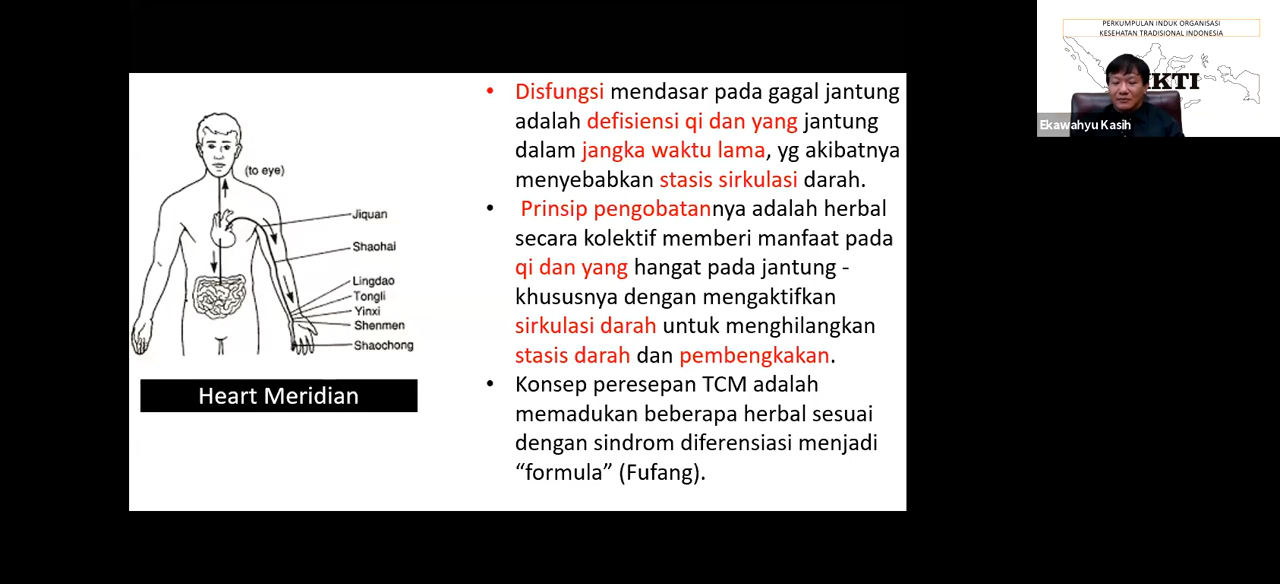 (to eye)
Jiquan
Shaohai
Lingdao
Tongli
Yinxi
Shenmen
Shaochong
Heart Meridian
• Disfungsi mendasar pada gagal jantung
adalah defisiensi qi dan yang jantung
dalam jangka waktu lama, yg akibatnya
menyebabkan stasis sirkulasi darah.
• Prinsip pengobatannya adalah herbal
secara kolektif memberi manfaat pada
qi dan yang hangat pada jantung -
khususnya dengan mengaktifkan
sirkulasi darah untuk menghilangkan
stasis darah dan pembengkakan.
• Konsep peresepan TCM adalah
memadukan beberapa herbal sesuai
dengan sindrom diferensiasi menjadi
“formula” (Fufang).
PERKUMPULAN INDUK ORGANISASI
KESEHATAN TRADISIONAL INDONESIA
KTI
Ekawahyu Kasih